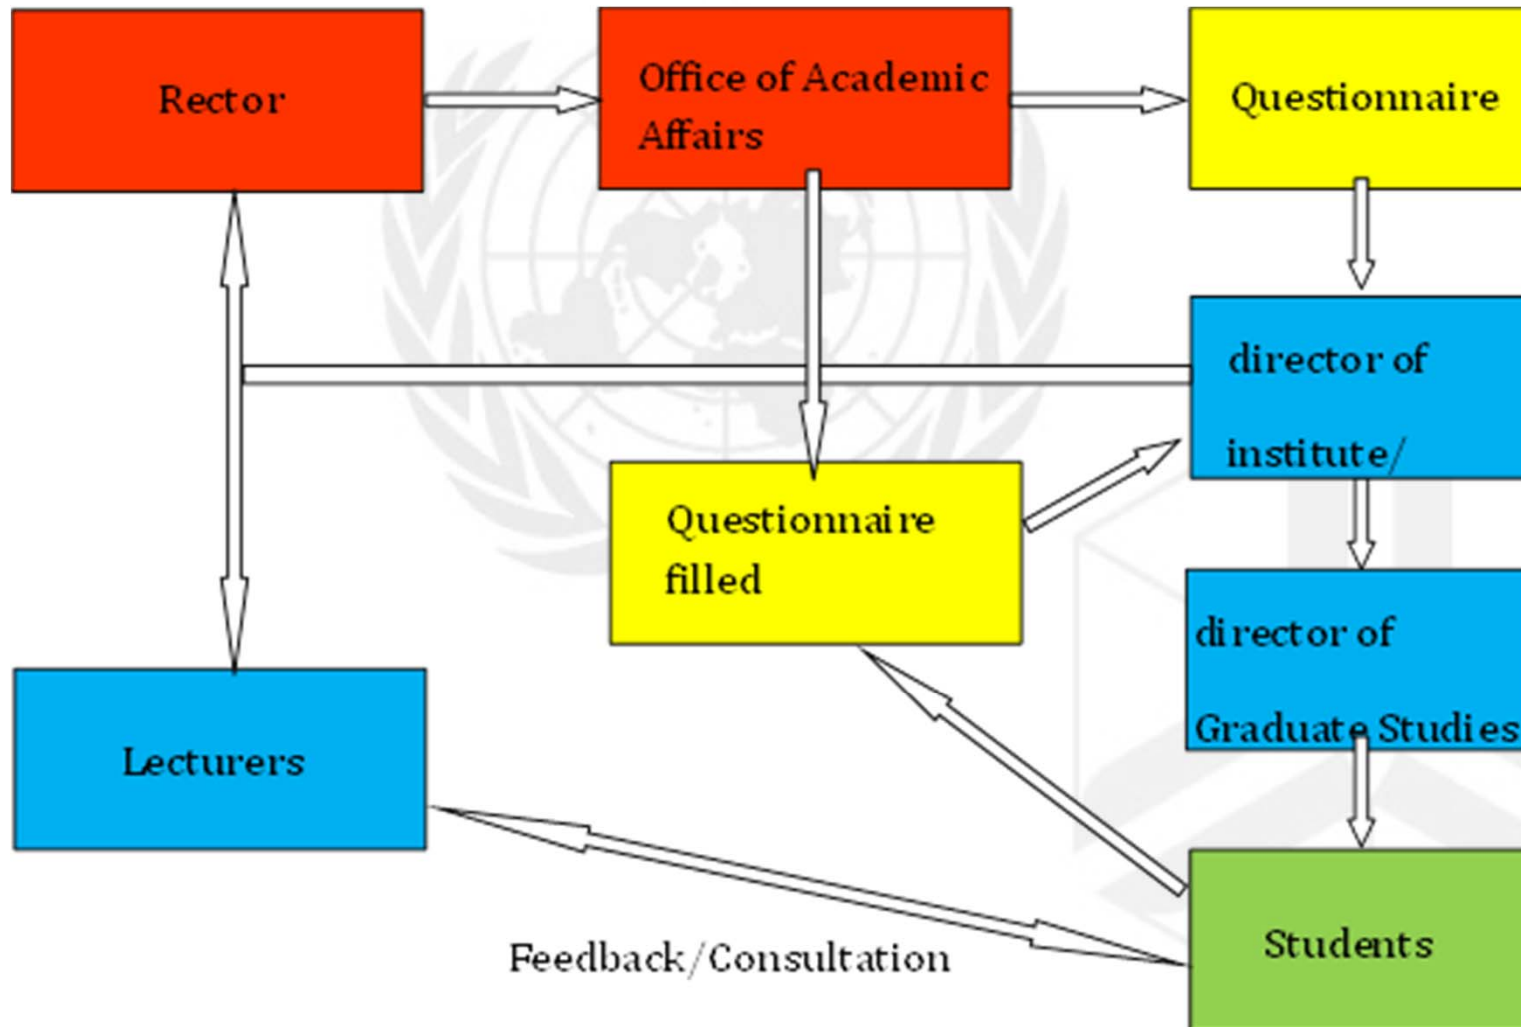 Rector
Office of Academic
Affairs
Questionnaire
director of
institute/
Questionnaire
filled
director of
Graduate Studies
Lecturers
Students
Feedback/Consultation